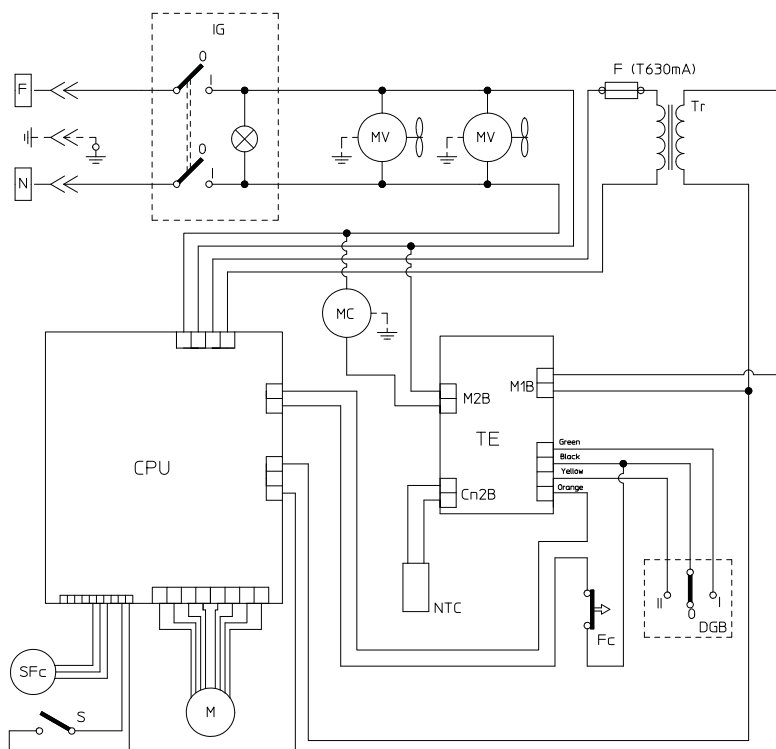 IG
F (T630mA)
0
F
I
Tr
MV
MV
0
N
I
MC
M1B
M2B
TE
Green
Black
CPU
Yellow
Orange
Cn2B
II
I
NTC
0
DGB
Fc
SFc
M
S